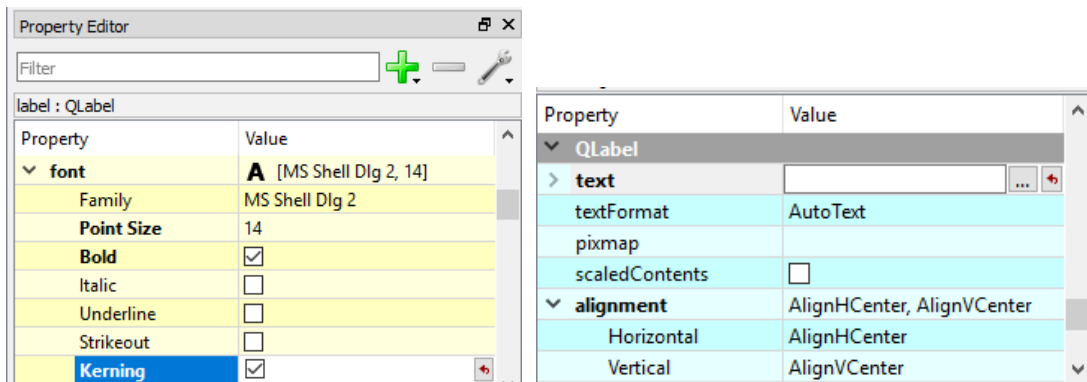 Property Editor
Filter
label : QLabel
Property Value
font A [MS Shell Dlg 2, 14]
Family MS Shell Dlg 2
Point Size 14
Bold
Italic
Underline
Strikeout
Kerning
Property Value
QLabel
text ...
textFormat AutoText
pixmap
scaledContents
alignment AlignHCenter, AlignVCenter
Horizontal AlignHCenter
Vertical AlignVCenter